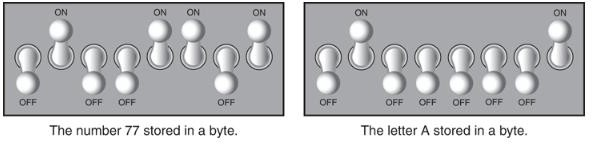 ON ON ON ON
OFF OFF OFF OFF
The number 77 stored in a byte.
ON ON
OFF OFF OFF OFF OFF OFF
The letter A stored in a byte.